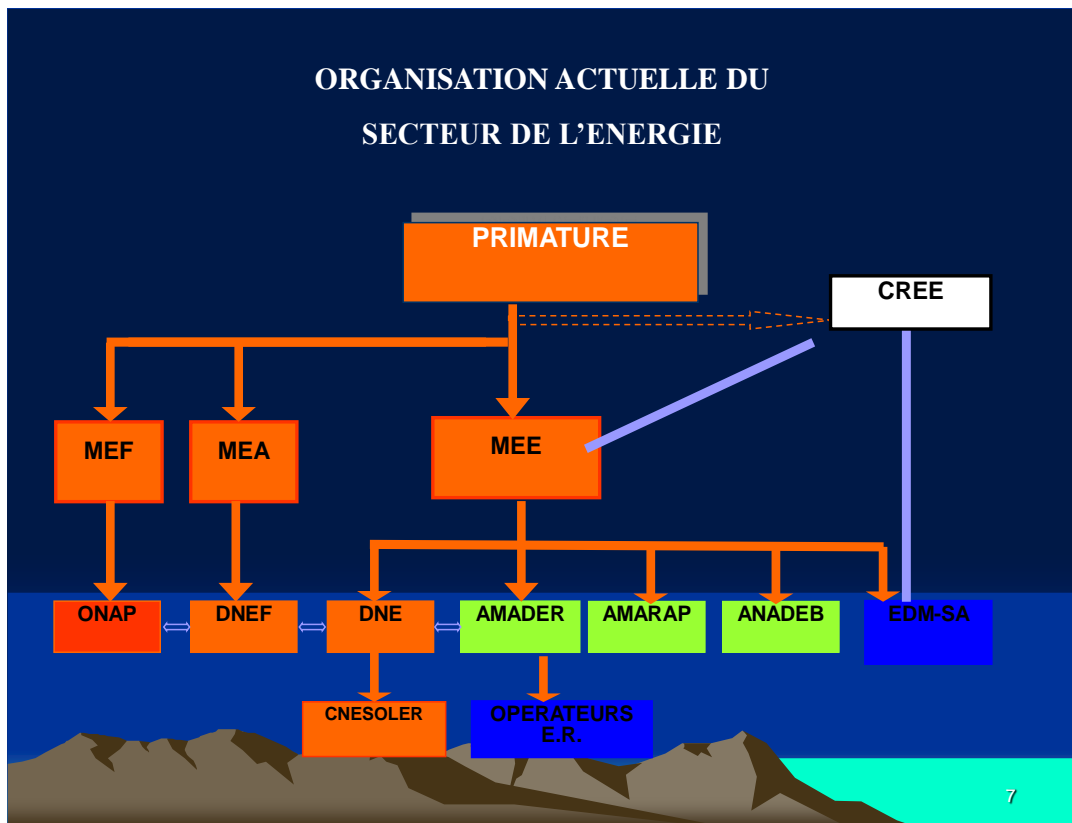 ORGANISATION ACTUELLE DU
SECTEUR DE L’ENERGIE
PRIMATURE
CREE
MEF
MEA
MEE
ONAP
DNEF
DNE
AMADER
AMARAP
ANADEB
EDM-SA
CNESOLER
OPERATEURS
E.R.
7